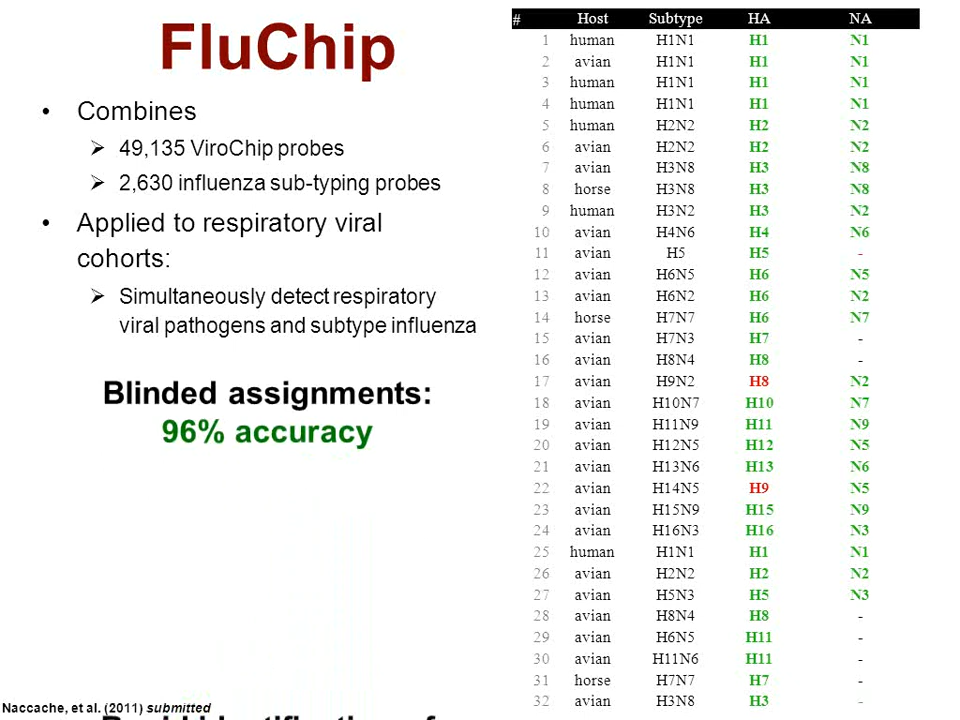 FluChip
• Combines
➢ 49,135 ViroChip probes
➢ 2,630 influenza sub-typing probes
• Applied to respiratory viral
cohorts:
➢ Simultaneously detect respiratory
viral pathogens and subtype influenza
Blinded assignments:
96% accuracy
Naccache, et al. (2011) submitted
# Host Subtype HA NA
1 human H1N1 H1 N1
2 avian H1N1 H1 N1
3 human H1N1 H1 N1
4 human H1N1 H1 N1
5 human H2N2 H2 N2
6 avian H2N2 H2 N2
7 avian H3N8 H3 N8
8 horse H3N8 H3 N8
9 human H3N2 H3 N2
10 avian H4N6 H4 N6
11 avian H5 H5 -
12 avian H6N5 H6 N5
13 avian H6N2 H6 N2
14 horse H7N7 H6 N7
15 avian H7N3 H7 -
16 avian H8N4 H8 -
17 avian H9N2 H8 N2
18 avian H10N7 H10 N7
19 avian H11N9 H11 N9
20 avian H12N5 H12 N5
21 avian H13N6 H13 N6
22 avian H14N5 H9 N5
23 avian H15N9 H15 N9
24 avian H16N3 H16 N3
25 human H1N1 H1 N1
26 avian H2N2 H2 N2
27 avian H5N3 H5 N3
28 avian H8N4 H8 -
29 avian H6N5 H11 -
30 avian H11N6 H11 -
31 horse H7N7 H7 -
32 avian H3N8 H3 -